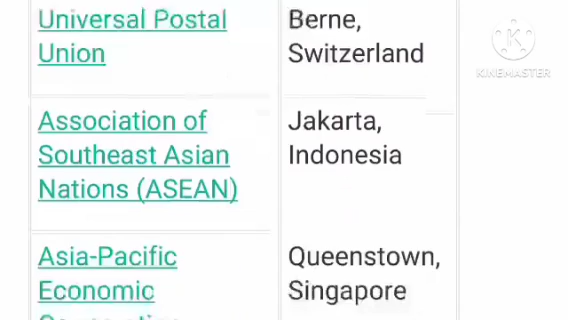 Universal Postal
Union
Berne,
Switzerland
KINEMASTER
Association of
Southeast Asian
Nations (ASEAN)
Jakarta,
Indonesia
Asia-Pacific
Economic
Queenstown,
Singapore